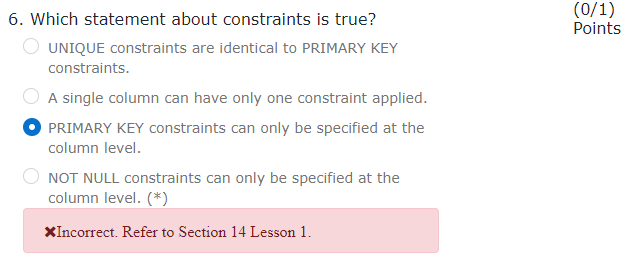 6. Which statement about constraints is true?
(0/1)
Points
UNIQUE constraints are identical to PRIMARY KEY
constraints.
A single column can have only one constraint applied.
PRIMARY KEY constraints can only be specified at the
column level.
NOT NULL constraints can only be specified at the
column level. (*)
✖Incorrect. Refer to Section 14 Lesson 1.